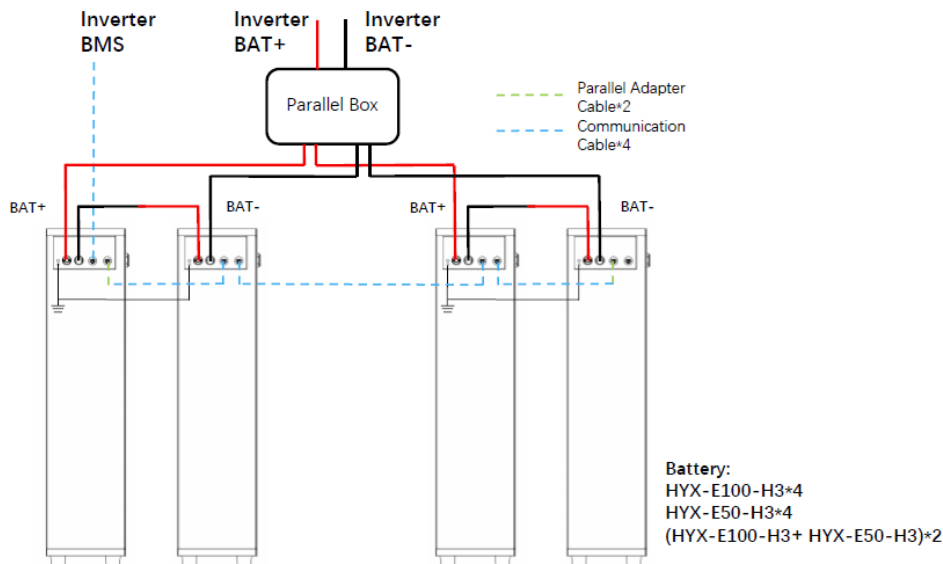 Inverter
BMS
Inverter
BAT+
Inverter
BAT-
Parallel Box
Parallel Adapter
Cable*2
Communication
Cable*4
BAT+
BAT-
BAT+
BAT-
Battery:
HYX-E100-H3*4
HYX-E50-H3*4
(HYX-E100-H3+ HYX-E50-H3)*2